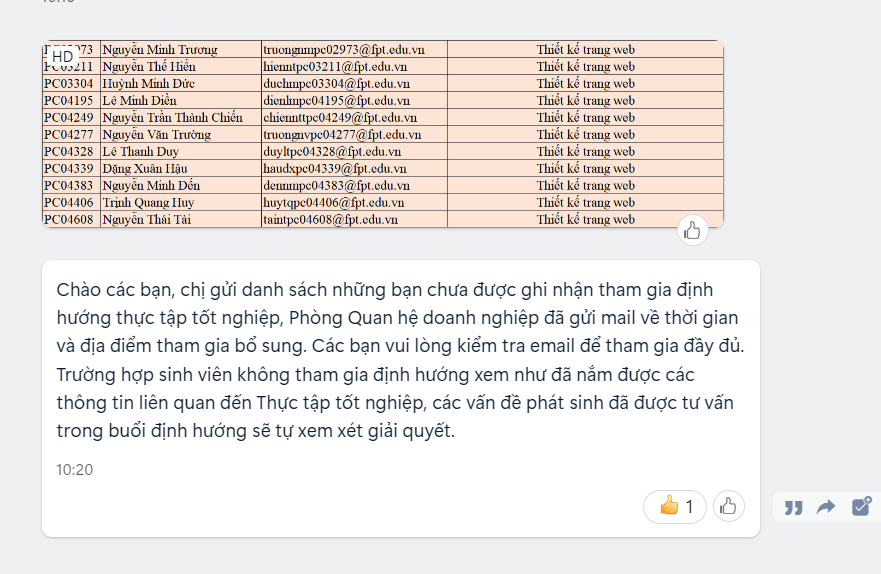 HD
973 Nguyễn Minh Trương truongnmpc02973@fpt.edu.vn Thiết kế trang web
PC03211 Nguyễn Thế Hiển hienntpc03211@fpt.edu.vn Thiết kế trang web
PC03304 Huỳnh Minh Đức duchmpc03304@fpt.edu.vn Thiết kế trang web
PC04195 Lê Minh Diễn dienlmpc04195@fpt.edu.vn Thiết kế trang web
PC04249 Nguyễn Trần Thành Chiến chiennttpc04249@fpt.edu.vn Thiết kế trang web
PC04277 Nguyễn Văn Trường truongnvpc04277@fpt.edu.vn Thiết kế trang web
PC04328 Lê Thanh Duy duyltpc04328@fpt.edu.vn Thiết kế trang web
PC04339 Đặng Xuân Hậu haudxpc04339@fpt.edu.vn Thiết kế trang web
PC04383 Nguyễn Minh Đến dennmpc04383@fpt.edu.vn Thiết kế trang web
PC04406 Trịnh Quang Huy huytqpc04406@fpt.edu.vn Thiết kế trang web
PC04608 Nguyễn Thái Tài taintpc04608@fpt.edu.vn Thiết kế trang web
Chào các bạn, chị gửi danh sách những bạn chưa được ghi nhận tham gia định
hướng thực tập tốt nghiệp, Phòng Quan hệ doanh nghiệp đã gửi mail về thời gian
và địa điểm tham gia bổ sung. Các bạn vui lòng kiểm tra email để tham gia đầy đủ.
Trường hợp sinh viên không tham gia định hướng xem như đã nắm được các
thông tin liên quan đến Thực tập tốt nghiệp, các vấn đề phát sinh đã được tư vấn
trong buổi định hướng sẽ tự xem xét giải quyết.
10:20
1